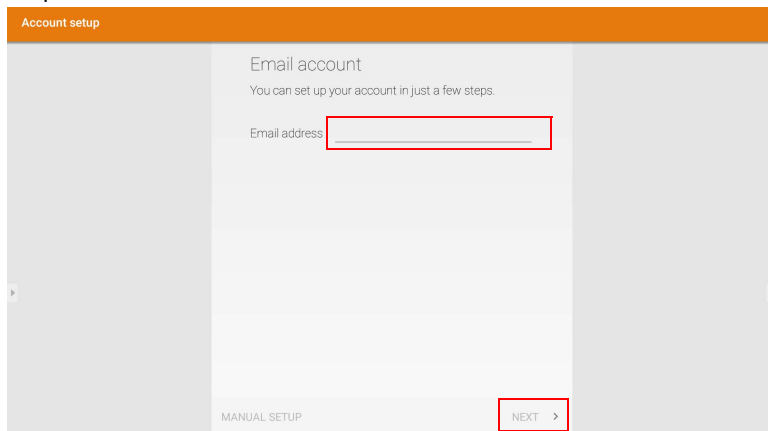 Account setup
Email account
You can set up your account in just a few steps.
Email address
MANUAL SETUP
NEXT